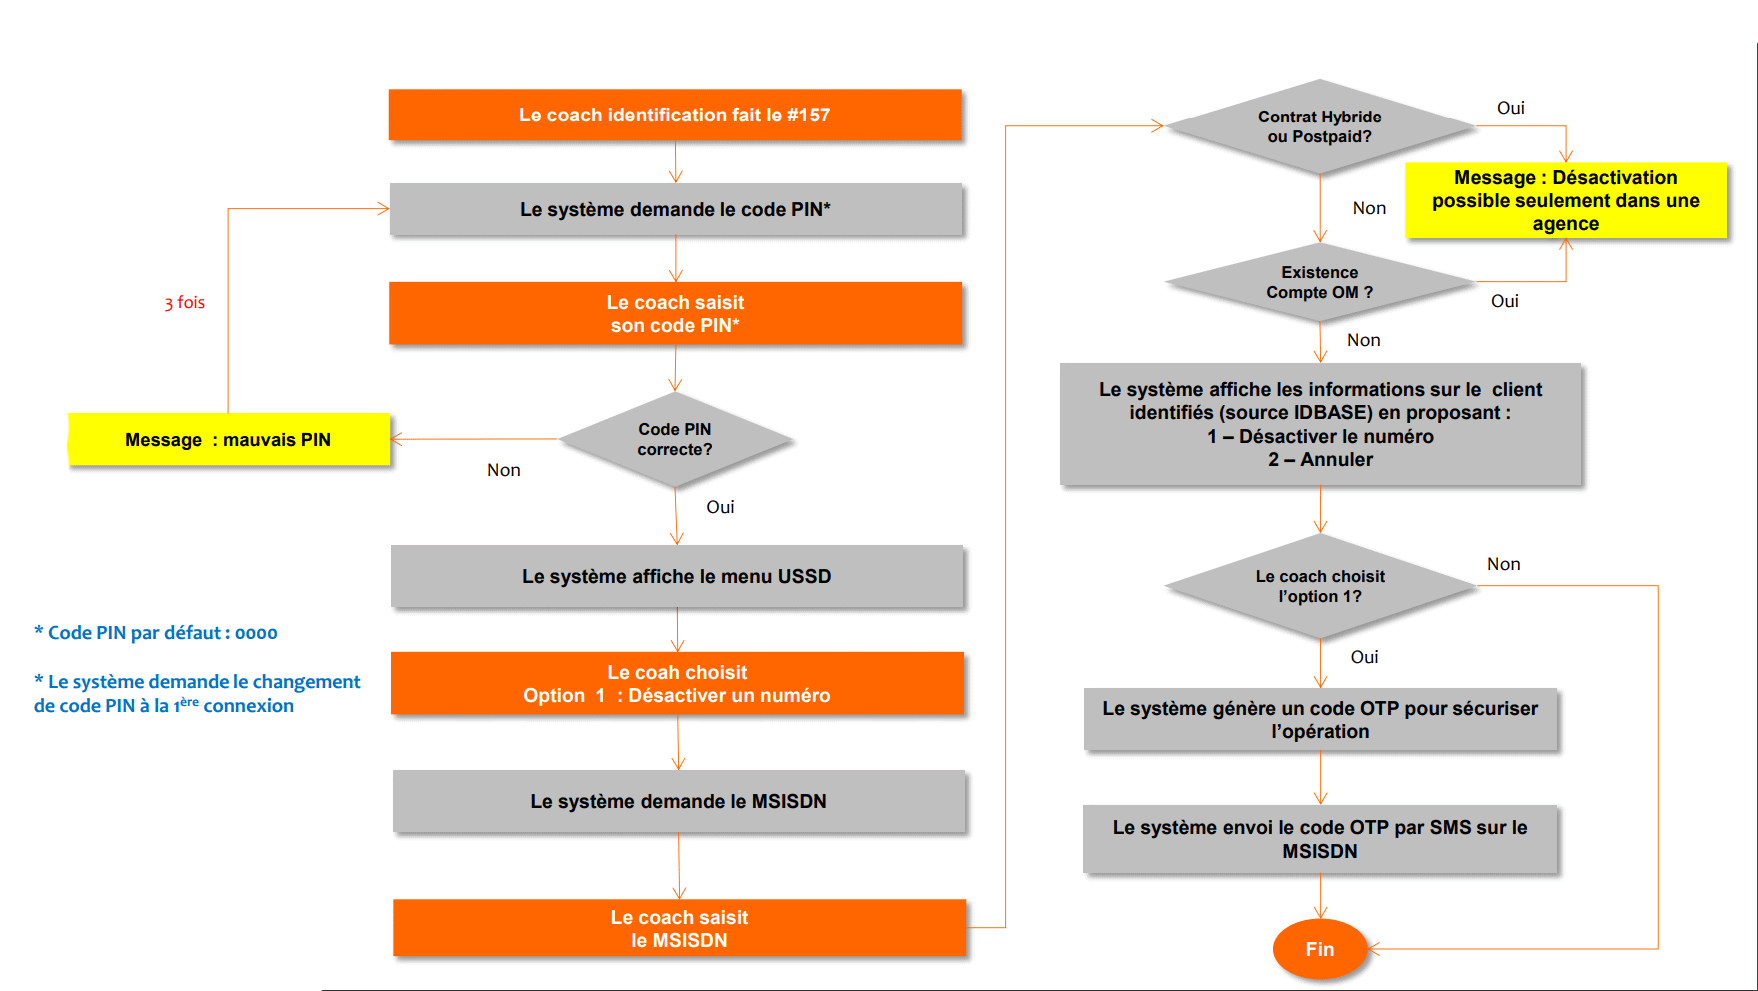 Le coach identification fait le #157
Le système demande le code PIN*
Le coach saisit
son code PIN*
3 fois
Message : mauvais PIN
Code PIN
correcte?
Non
Oui
Le système affiche le menu USSD
* Code PIN par défaut : 0000
* Le système demande le changement
de code PIN à la 1ère connexion
Le coah choisit
Option 1 : Désactiver un numéro
Le système demande le MSISDN
Le coach saisit
le MSISDN
Contrat Hybride
ou Postpaid?
Oui
Message : Désactivation
possible seulement dans une
agence
Non
Existence
Compte OM ?
Oui
Non
Le système affiche les informations sur le client
identifiés (source IDBASE) en proposant :
1 – Désactiver le numéro
2 – Annuler
Le coach choisit
l’option 1?
Non
Oui
Le système génère un code OTP pour sécuriser
l’opération
Le système envoi le code OTP par SMS sur le
MSISDN
Fin